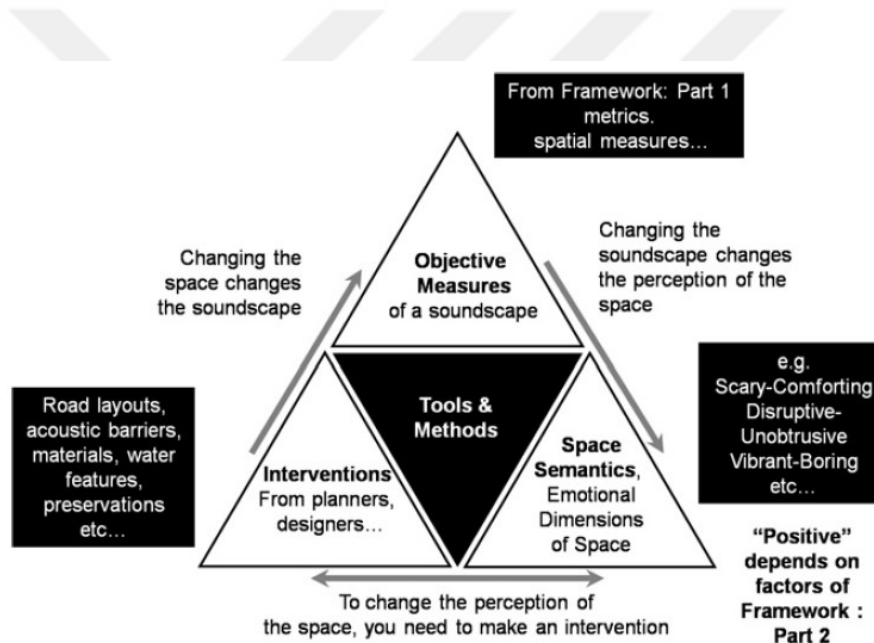 From Framework: Part 1
metrics.
spatial measures...
Changing the
space changes
the soundscape
Objective
Measures
of a soundscape
Changing the
soundscape changes
the perception of the
space
Road layouts,
acoustic barriers,
materials, water
features,
preservations
etc...
Tools &
Methods
Interventions
From planners,
designers...
Space
Semantics,
Emotional
Dimensions
of Space
e.g.
Scary-Comforting
Disruptive-
Unobtrusive
Vibrant-Boring
etc...
"Positive"
depends on
factors of
Framework :
Part 2
To change the perception of
the space, you need to make an intervention